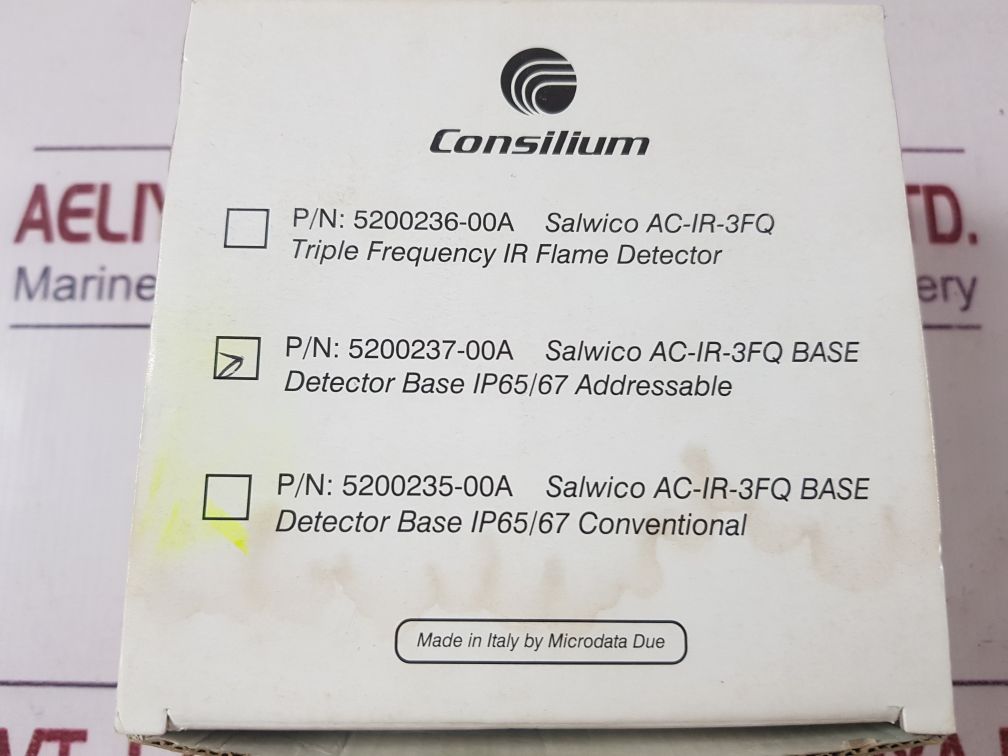 Consilium
P/N: 5200236-00A Salwico AC-IR-3FQ
Triple Frequency IR Flame Detector
P/N: 5200237-00A Salwico AC-IR-3FQ BASE
Detector Base IP65/67 Addressable
P/N: 5200235-00A Salwico AC-IR-3FQ BASE
Detector Base IP65/67 Conventional
Made in Italy by Microdata Due
Marine
TD.